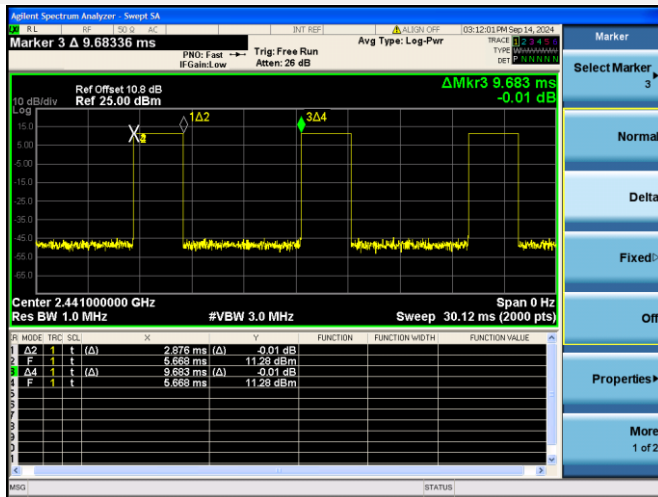 Agilent Spectrum Analyzer - Swept SA
RL RF 50 Ω AC INT REF ALIGN OFF 03:12:01PM Sep 14, 2024
Marker 3 Δ 9.68336 ms
PNO: Fast
IFGain:Low
Trig: Free Run
Atten: 26 dB
Avg Type: Log-Pwr
TRACE 1 2 3 4 5 6
TYPE
DET P N N N N N
ΔMkr3 9.683 ms
-0.01 dB
Ref Offset 10.8 dB
Ref 25.00 dBm
10 dB/div
Log
15.0
5.00
-5.00
-15.0
-25.0
-35.0
-45.0
-55.0
-65.0
1Δ2
3Δ4
Center 2.441000000 GHz
Span 0 Hz
Res BW 1.0 MHz
#VBW 3.0 MHz
Sweep 30.12 ms (2000 pts)
MODE TRC SCL X Y FUNCTION FUNCTION WIDTH FUNCTION VALUE
1 Δ2 1 t (Δ) 2.876 ms (Δ) -0.01 dB
2 F 1 t 5.668 ms 11.28 dBm
3 Δ4 1 t (Δ) 9.683 ms (Δ) -0.01 dB
4 F 1 t 5.668 ms 11.28 dBm
5
6
7
8
9
MSG STATUS
Marker
Select Marker
3
Normal
Delta
Fixed
Off
Properties
More
1 of 2